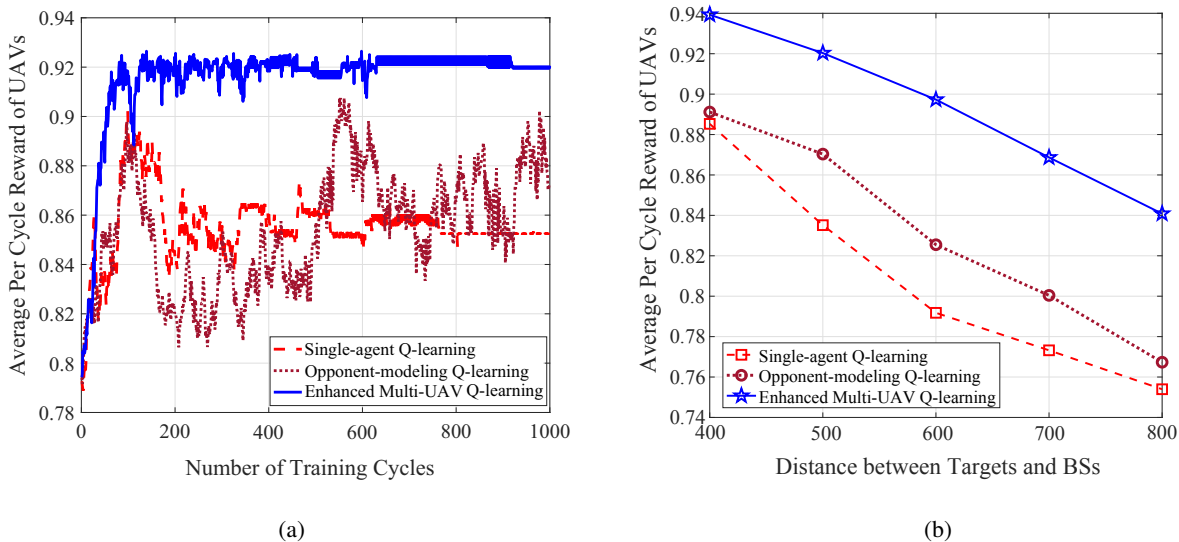 Average Per Cycle Reward of UAVs
0.94
0.92
0.9
0.88
0.86
0.84
0.82
0.8
0.78
0
200
400
600
800
1000
Single-agent Q-learning
Opponent-modeling Q-learning
Enhanced Multi-UAV Q-learning
Number of Training Cycles
(a)
Average Per Cycle Reward of UAVs
0.94
0.92
0.9
0.88
0.86
0.84
0.82
0.8
0.78
0.76
0.74
400
500
600
700
800
Single-agent Q-learning
Opponent-modeling Q-learning
Enhanced Multi-UAV Q-learning
Distance between Targets and BSs
(b)